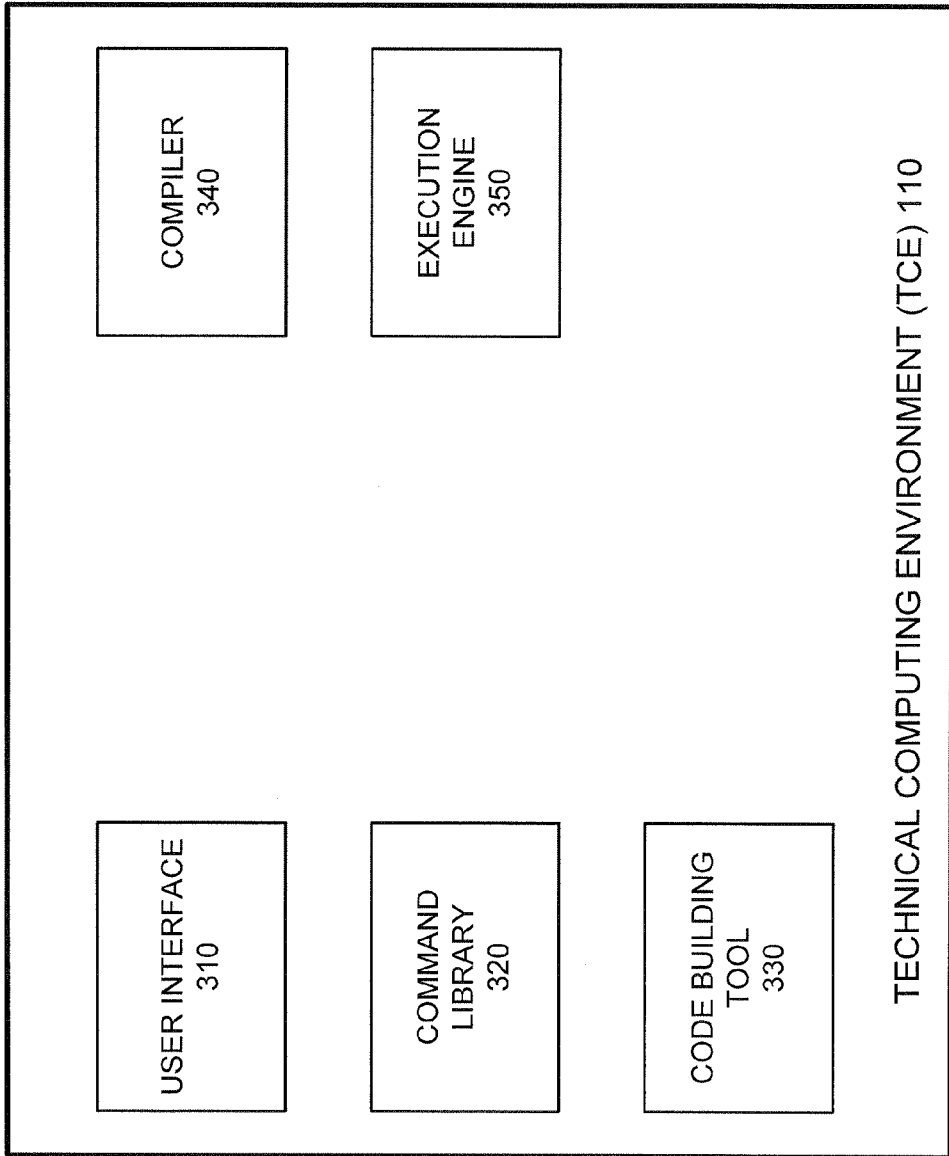 USER INTERFACE
310
COMMAND
LIBRARY
320
CODE BUILDING
TOOL
330
COMPILER
340
EXECUTION
ENGINE
350
TECHNICAL COMPUTING ENVIRONMENT (TCE) 110